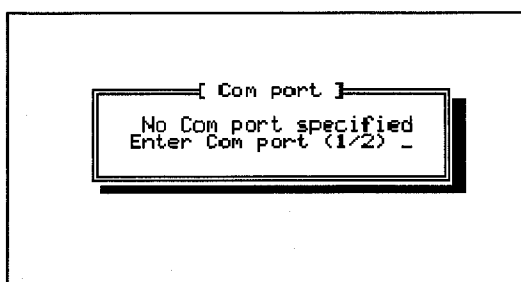 [ Com port ]
No Com port specified
Enter Com port (1/2) _